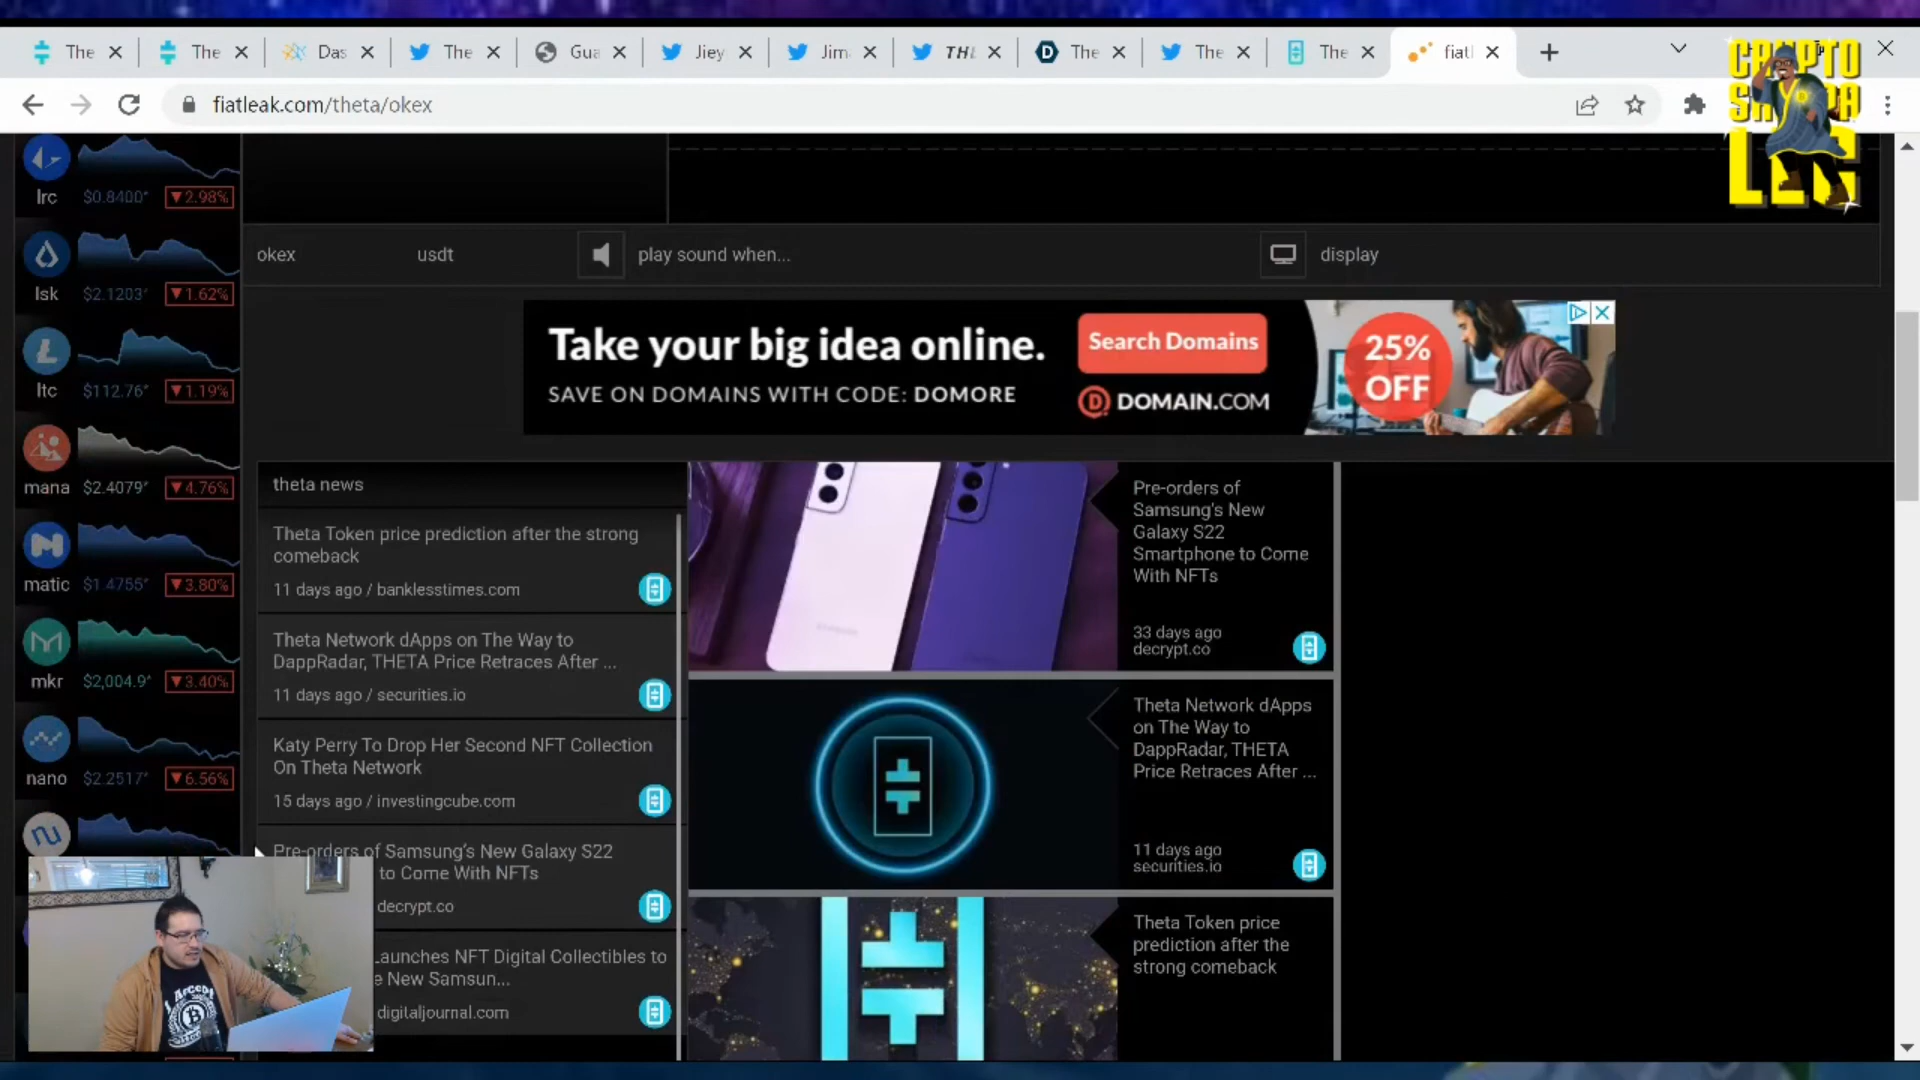 The
The
Das
The
Gua
Jiey
Jim
THE
The
The
The
fiatl
CRYPTO
LEO
fiatleak.com/theta/okex
lrc
$0.8400
▼2.98%
lsk
$2.1203
▼1.62%
ltc
$112.76
▼1.19%
mana
$2.4079
▼4.76%
matic
$1.4755
▼3.80%
mkr
$2,004.9
▼3.40%
nano
$2.2517
▼6.56%
okex
usdt
play sound when...
display
Take your big idea online.
SAVE ON DOMAINS WITH CODE: DOMORE
Search Domains
DOMAIN.COM
25%
OFF
theta news
Theta Token price prediction after the strong
comeback
11 days ago / banklesstimes.com
Theta Network dApps on The Way to
DappRadar, THETA Price Retraces After ...
11 days ago / securities.io
Katy Perry To Drop Her Second NFT Collection
On Theta Network
15 days ago / investingcube.com
Pre-orders of Samsung's New Galaxy S22
to Come With NFTs
decrypt.co
Launches NFT Digital Collectibles to
e New Samsun...
digitaljournal.com
Pre-orders of
Samsung's New
Galaxy S22
Smartphone to Come
With NFTs
33 days ago
decrypt.co
Theta Network dApps
on The Way to
DappRadar, THETA
Price Retraces After ...
11 days ago
securities.io
Theta Token price
prediction after the
strong comeback
Accept